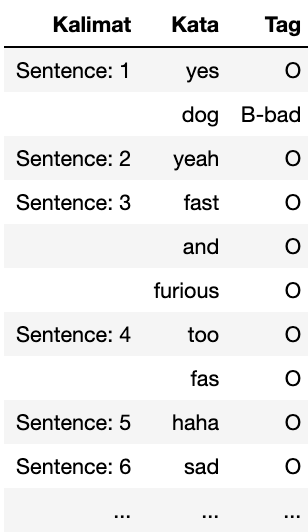 Kalimat Kata Tag
Sentence: 1 yes O
dog B-bad
Sentence: 2 yeah O
Sentence: 3 fast O
and O
furious O
Sentence: 4 too O
fas O
Sentence: 5 haha O
Sentence: 6 sad O
... ... ...